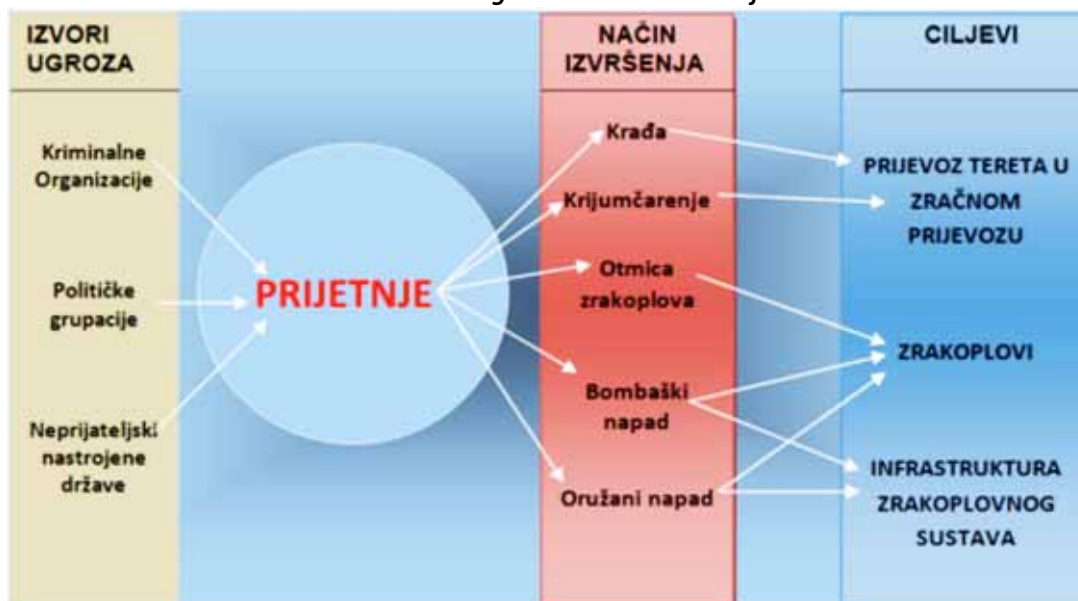 IZVORI
UGROZA
Kriminalne
Organizacije
Političke
grupacije
Neprijateljski
nastrojene
države
PRIJETNJE
NAČIN
IZVRŠENJA
Krađa
Krijumčarenje
Otmica
zrakoplova
Bombaški
napad
Oružani napad
CILJEVI
PRIJEVOZ TERETA U
ZRAČNOM
PRIJEVOZU
ZRAKOPLOVI
INFRASTRUKTURA
ZRAKOPLOVNOG
SUSTAVA